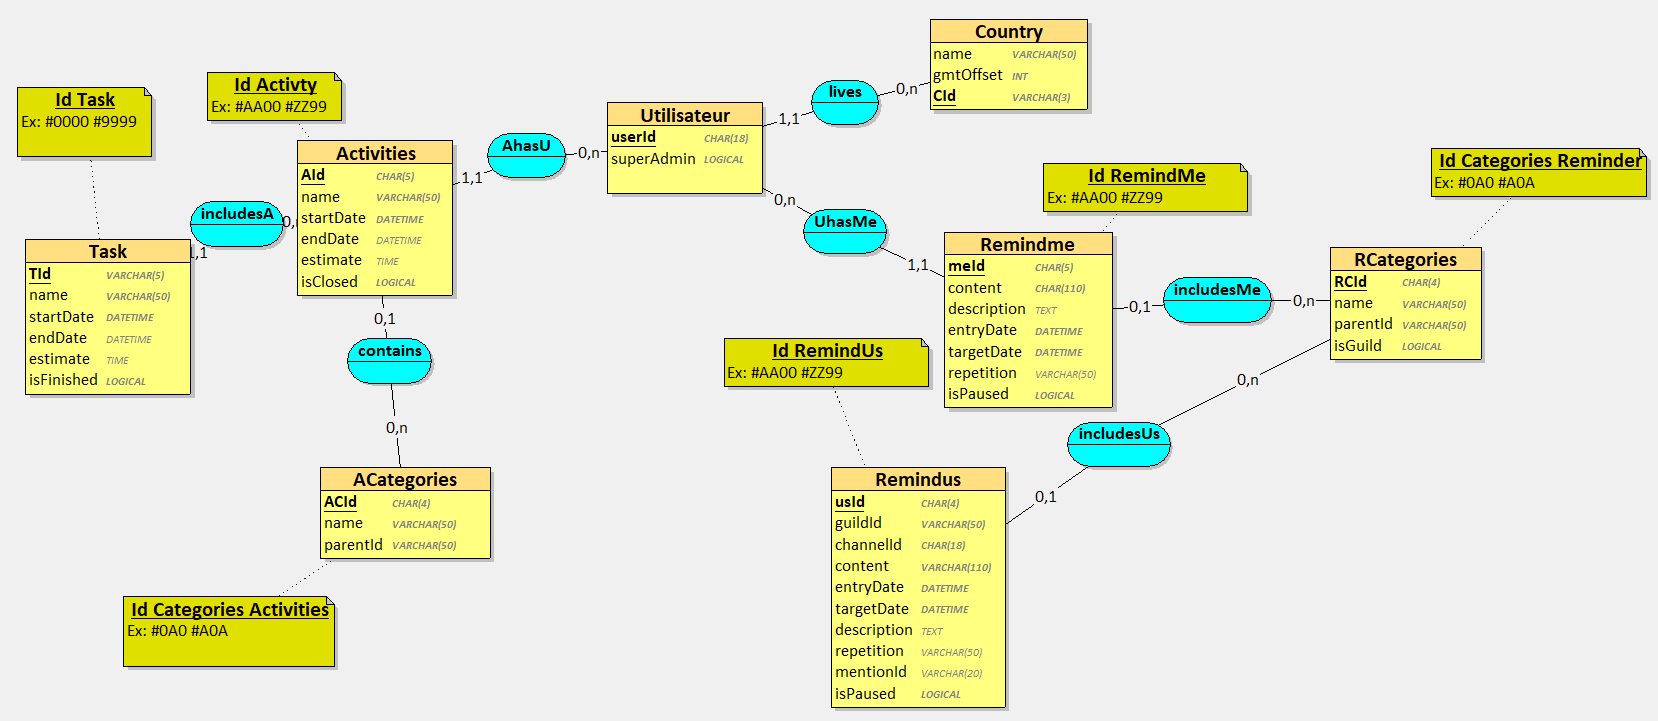 Country
name VARCHAR(50)
gmtOffset INT
CId VARCHAR(3)
lives
1,1
0,n
Id Task
Ex: #0000 #9999
Id Activty
Ex: #AA00 #ZZ99
Utilisateur
userId CHAR(18)
superAdmin LOGICAL
AhasU
1,1
0,n
Activities
AId CHAR(5)
name VARCHAR(50)
startDate DATETIME
endDate DATETIME
estimate TIME
isClosed LOGICAL
includesA
1,1
0,
Task
TId VARCHAR(5)
name VARCHAR(50)
startDate DATETIME
endDate DATETIME
estimate TIME
isFinished LOGICAL
0,n
UhasMe
1,1
Id RemindMe
Ex: #AA00 #ZZ99
Remindme
meId CHAR(5)
content CHAR(110)
description TEXT
entryDate DATETIME
targetDate DATETIME
repetition VARCHAR(50)
isPaused LOGICAL
Id Categories Reminder
Ex: #0A0 #A0A
RCategories
RCId CHAR(4)
name VARCHAR(50)
parentId VARCHAR(50)
isGuild LOGICAL
0,1
includesMe
0,n
0,n
includesUs
0,1
0,1
contains
0,n
Id RemindUs
Ex: #AA00 #ZZ99
ACategories
ACId CHAR(4)
name VARCHAR(50)
parentId VARCHAR(50)
Id Categories Activities
Ex: #0A0 #A0A
Remindus
usId CHAR(4)
guildId VARCHAR(50)
channelId CHAR(18)
content VARCHAR(110)
entryDate DATETIME
targetDate DATETIME
description TEXT
repetition VARCHAR(50)
mentionId VARCHAR(20)
isPaused LOGICAL